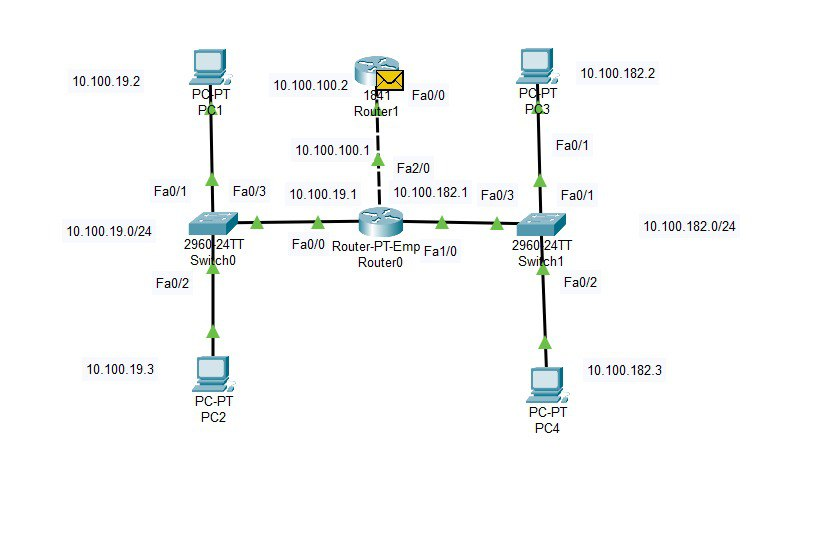 10.100.19.2
PC-PT
PC1
10.100.100.2
1841
Router1
Fa0/0
10.100.182.2
PC-PT
PC3
10.100.100.1
Fa2/0
Fa0/1
Fa0/1
Fa0/3
10.100.19.1
10.100.182.1
Fa0/3
Fa0/1
10.100.19.0/24
2960-24TT
Switch0
Fa0/0
Router-PT-Emp
Router0
Fa1/0
2960-24TT
Switch1
10.100.182.0/24
Fa0/2
Fa0/2
10.100.19.3
PC-PT
PC2
10.100.182.3
PC-PT
PC4